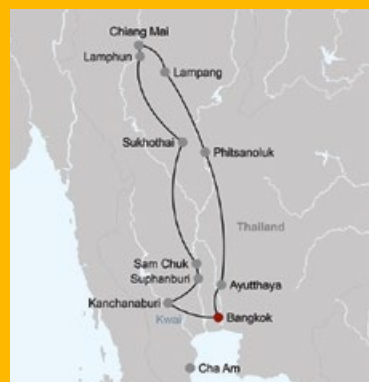 Chiang Mai
Lamphun
Lampang
Sukhothai
Phitsanoluk
Thailand
Sam Chuk
Suphanburi
Ayutthaya
Kanchanaburi
Kwai
Bangkok
Cha Am